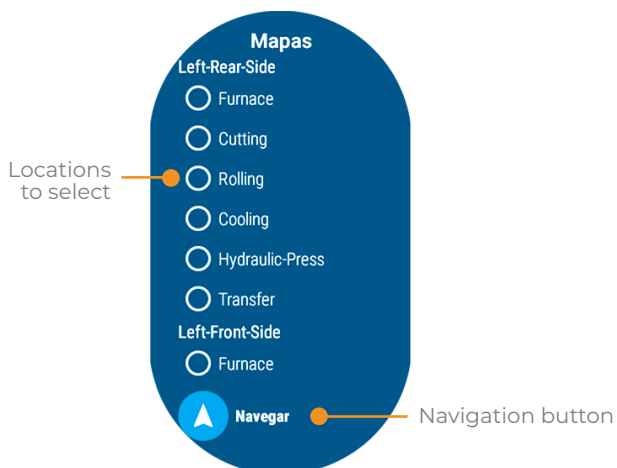 Mapas
Left-Rear-Side
Furnace
Cutting
Locations
to select
Rolling
Cooling
Hydraulic-Press
Transfer
Left-Front-Side
Furnace
Navegar
Navigation button